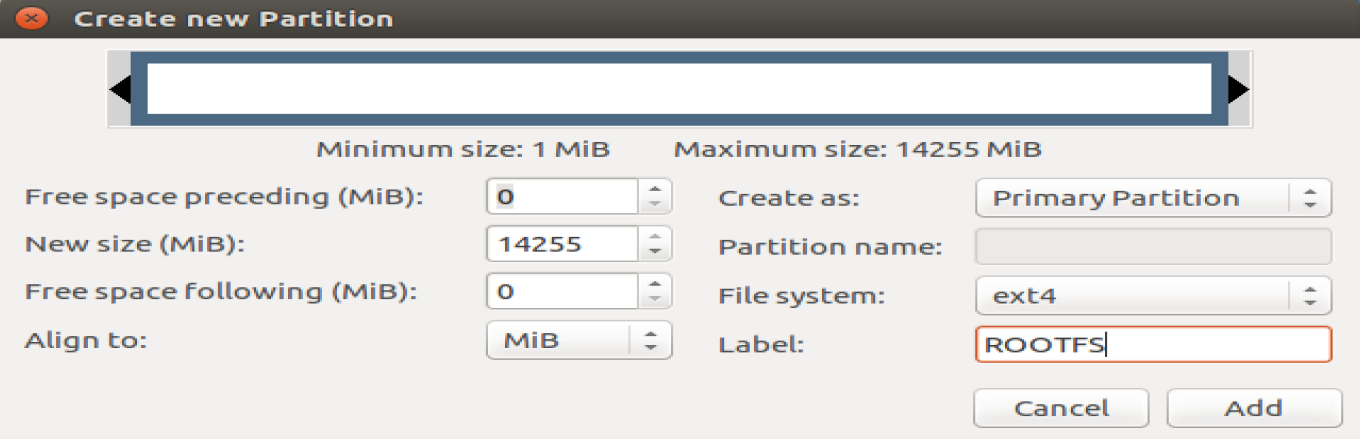 Create new Partition
Minimum size: 1 MiB Maximum size: 14255 MiB
Free space preceding (MiB): 0 Create as: Primary Partition
New size (MiB): 14255 Partition name:
Free space following (MiB): 0 File system: ext4
Align to: MiB Label: ROOTFS
Cancel Add